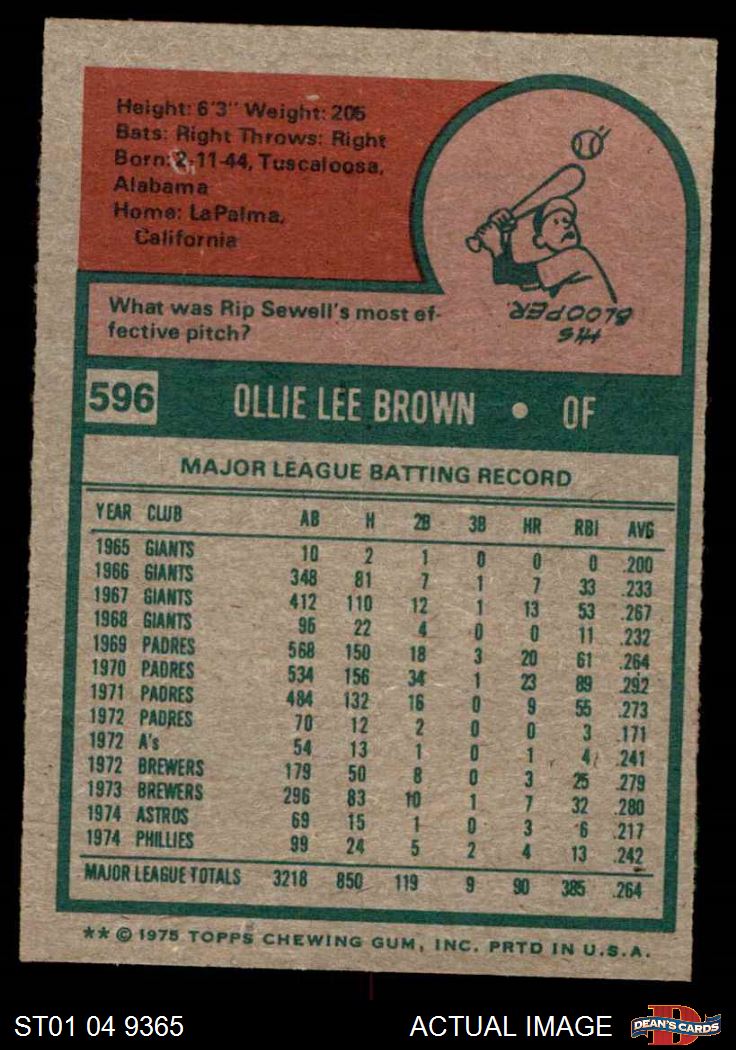 Height: 6'3" Weight: 205
Bats: Right Throws: Right
Born: 2-11-44, Tuscaloosa,
Alabama
Home: LaPalma,
California
HIS
BLOOPER
What was Rip Sewell's most ef-
fective pitch?
596 OLLIE LEE BROWN • OF
MAJOR LEAGUE BATTING RECORD
YEAR CLUB AB H 2B 3B HR RBI AVG
1965 GIANTS 10 2 1 0 0 0 .200
1966 GIANTS 348 81 7 1 7 33 .233
1967 GIANTS 412 110 12 1 13 53 .267
1968 GIANTS 95 22 4 0 0 11 .232
1969 PADRES 568 150 18 3 20 61 .264
1970 PADRES 534 156 34 1 23 89 .292
1971 PADRES 484 132 16 0 9 55 .273
1972 PADRES 70 12 2 0 0 3 .171
1972 A's 54 13 1 0 1 4 .241
1972 BREWERS 179 50 8 0 3 25 .279
1973 BREWERS 296 83 10 1 7 32 .280
1974 ASTROS 69 15 1 0 3 6 .217
1974 PHILLIES 99 24 5 2 4 13 .242
MAJOR LEAGUE TOTALS 3218 850 119 9 90 385 .264
** © 1975 TOPPS CHEWING GUM, INC. PRTD IN U.S.A.
ST01 04 9365 ACTUAL IMAGE
DEAN'S CARDS